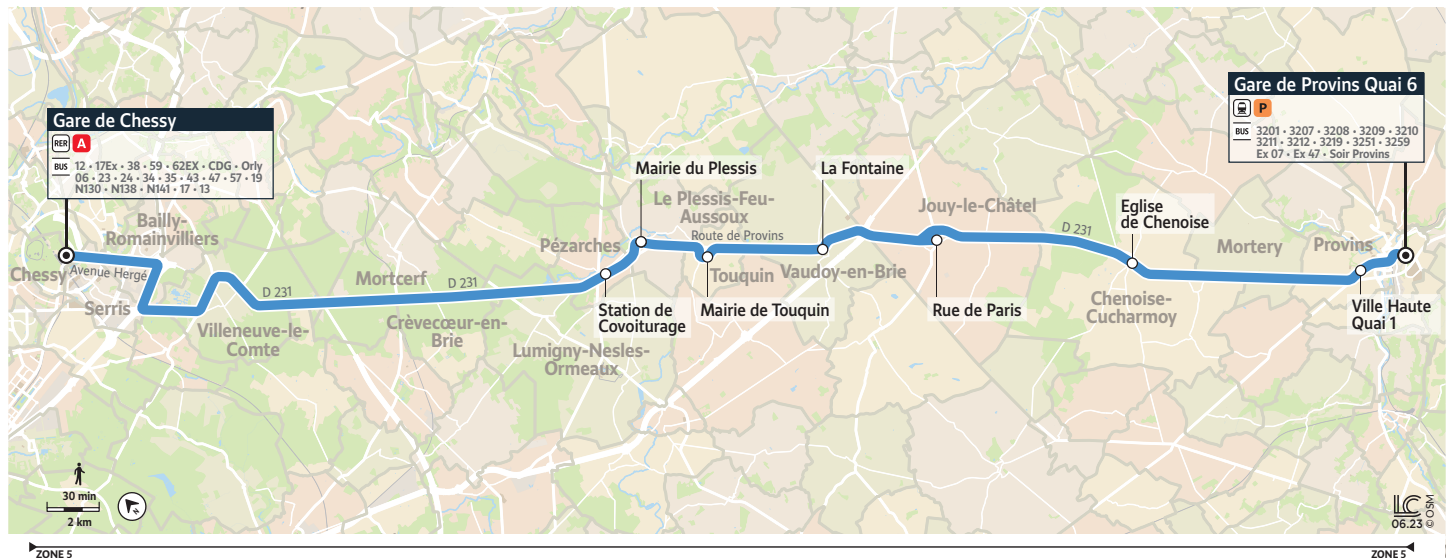 Gare de Chessy
RER A
BUS
12 • 17Ex • 38 • 59 • 62EX • CDG • Orly
06 • 23 • 24 • 34 • 35 • 43 • 47 • 57 • 19
N130 • N138 • N141 • 17 • 13
Gare de Provins Quai 6
P
BUS
3201 • 3207 • 3208 • 3209 • 3210
3211 • 3212 • 3219 • 3251 • 3259
Ex 07 • Ex 47 • Soir Provins
Mairie du Plessis
La Fontaine
Le Plessis-Feu-
Aussoux
Route de Provins
Jouy-le-Châtel
Eglise
de Chenoise
Bailly-
Romainvilliers
Pézarches
D 231
Mortery
Provins
Chessy
Avenue Hergé
Mortcerf
D 231
D 231
Touquin
Vaudoy-en-Brie
Serris
Villeneuve-le-
Comte
Crèvecœur-en-
Brie
Station de
Covoiturage
Mairie de Touquin
Rue de Paris
Chenoise-
Cucharmoy
Ville Haute
Quai 1
Lumigny-Nesles-
Ormeaux
30 min
2 km
N
LC
06.23 © OSM
ZONE 5
ZONE 5